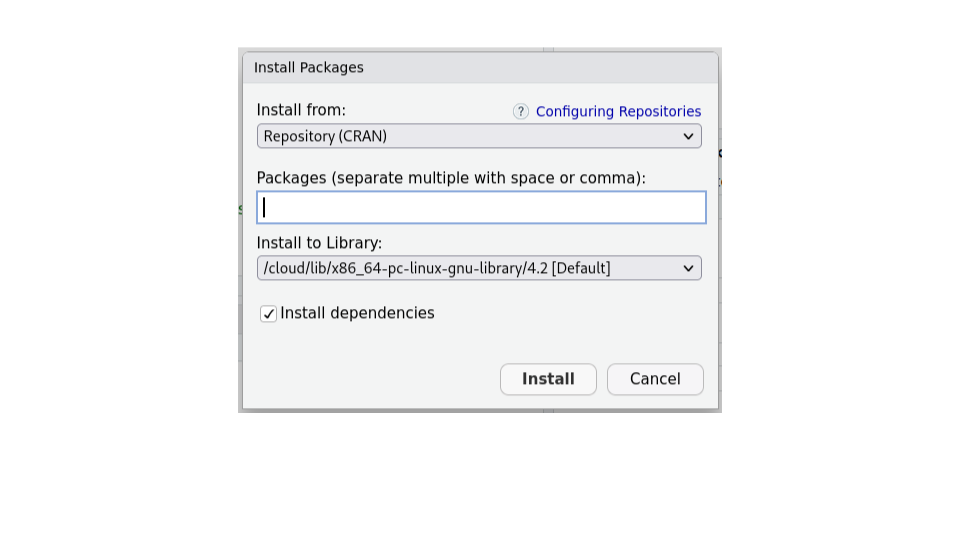 Install Packages
Install from:
? Configuring Repositories
Repository (CRAN)
Packages (separate multiple with space or comma):
Install to Library:
/cloud/lib/x86_64-pc-linux-gnu-library/4.2 [Default]
Install dependencies
Install
Cancel